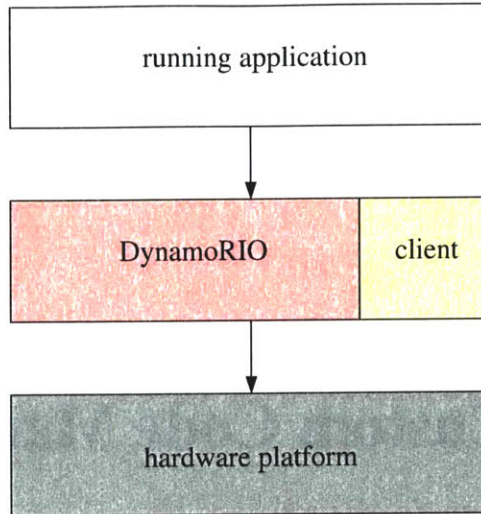 running application
DynamoRIO
client
hardware platform